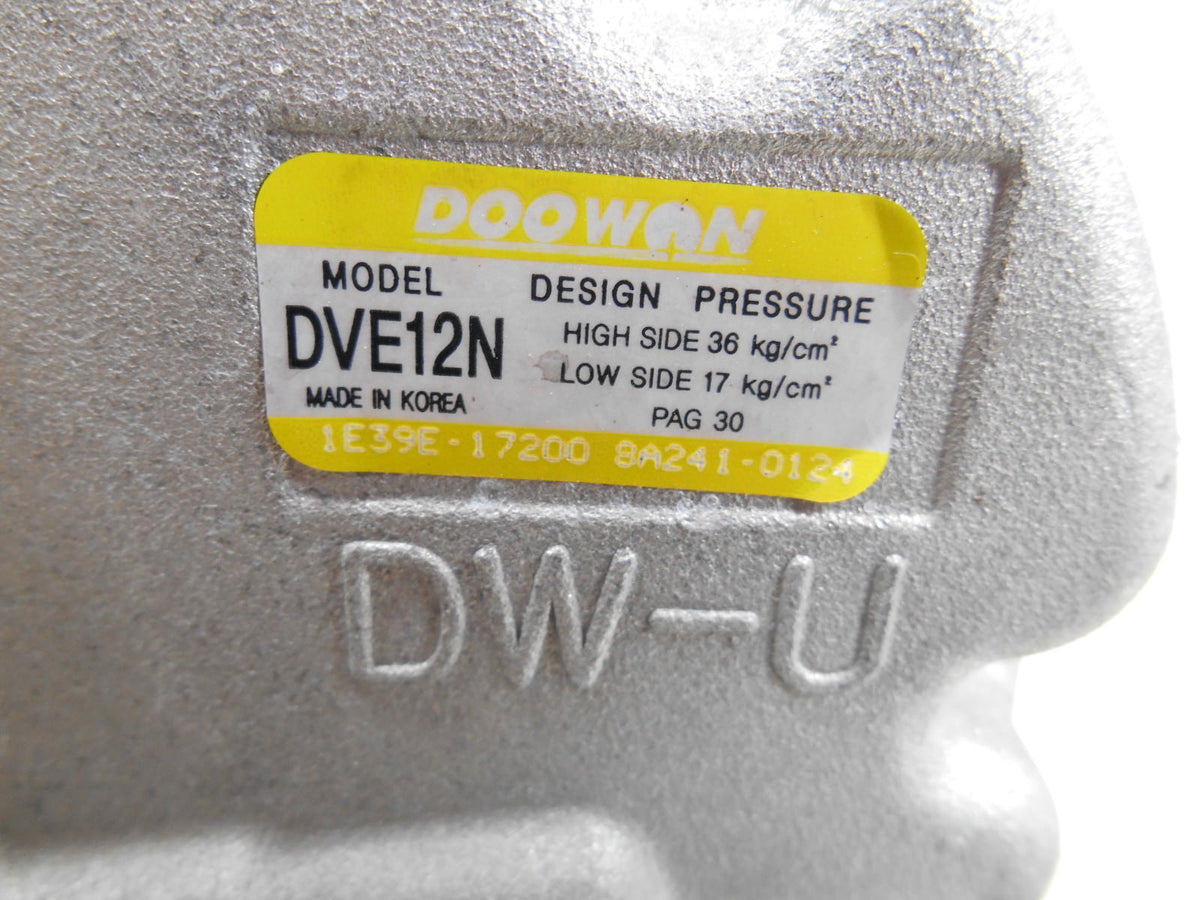 DOOWON
MODEL
DVE12N
MADE IN KOREA
DESIGN PRESSURE
HIGH SIDE 36 kg/cm²
LOW SIDE 17 kg/cm²
PAG 30
1E39E-17200 8A241-0124
DW-U